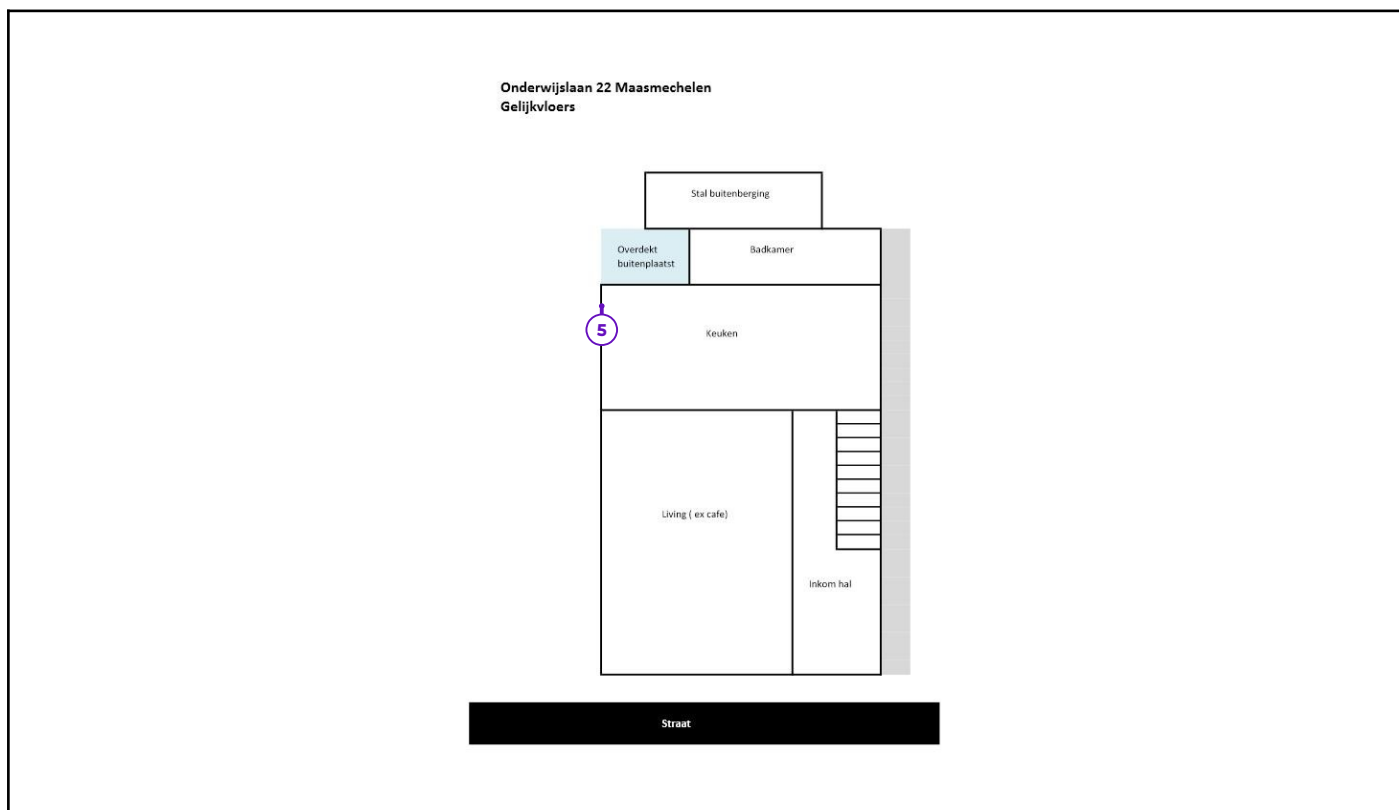 Onderwijslaan 22 Maasmechelen
Gelijkvloers
Stal buitenberging
Overdekt
buitenplaatst
Badkamer
5
Keuken
Living ( ex cafe)
Inkom hal
Straat